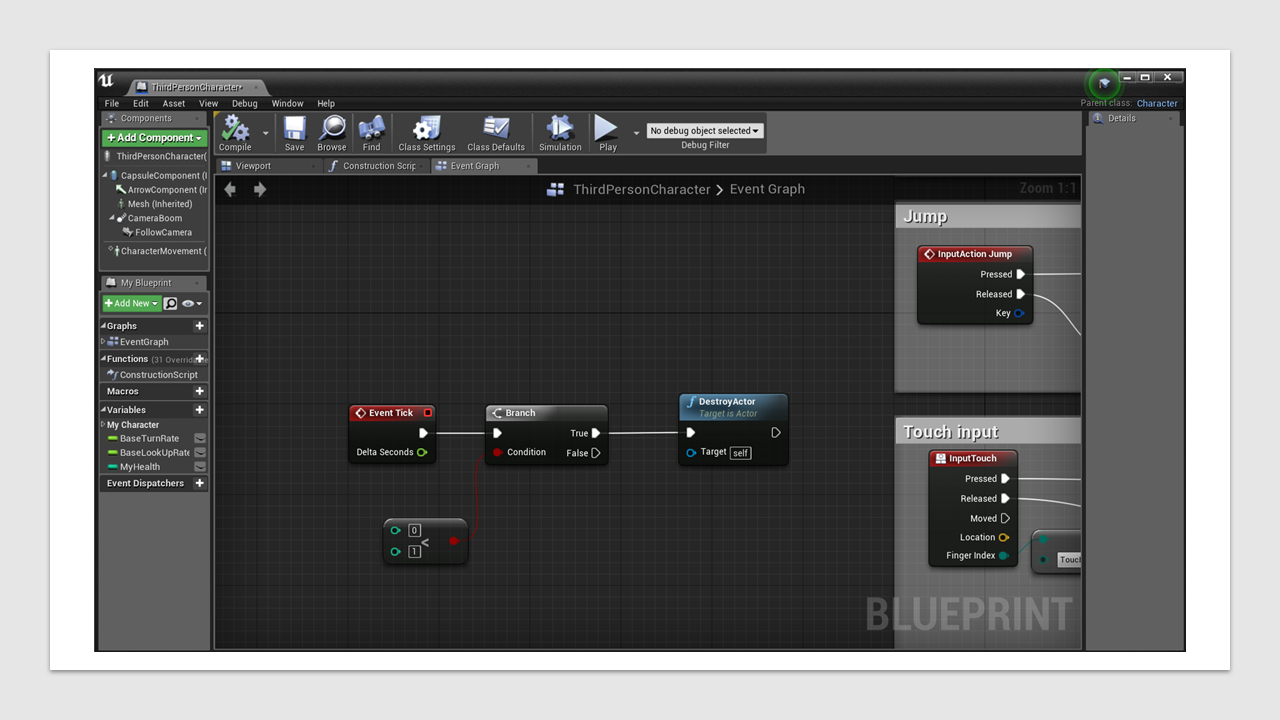 ThirdPersonCharacter*
File Edit Asset View Debug Window Help
Parent class: Character
Components
+ Add Component
ThirdPersonCharacter(
CapsuleComponent (I
ArrowComponent (Ir
Mesh (Inherited)
CameraBoom
FollowCamera
CharacterMovement (
My Blueprint
+ Add New
Graphs
EventGraph
Functions (31 Overrida
ConstructionScript
Macros
Variables
My Character
BaseTurnRate
BaseLookUpRate
MyHealth
Event Dispatchers
Compile Save Browse Find Class Settings Class Defaults Simulation Play
No debug object selected
Debug Filter
Viewport Construction Scrip Event Graph
ThirdPersonCharacter > Event Graph
Zoom 1:1
Event Tick
Delta Seconds
Branch
True
Condition False
DestroyActor
Target is Actor
Target self
0
<
1
Jump
InputAction Jump
Pressed
Released
Key
Touch input
InputTouch
Pressed
Released
Moved
Location
Finger Index
Touc
BLUEPRINT
Details